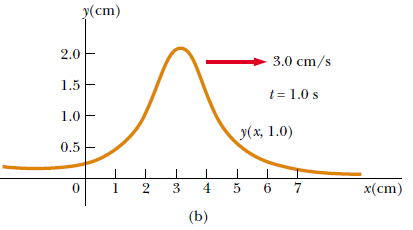 y(cm)
2.0
3.0 cm/s
1.5
t = 1.0 s
1.0
y(x, 1.0)
0.5
0 1 2 3 4 5 6 7 x(cm)
(b)